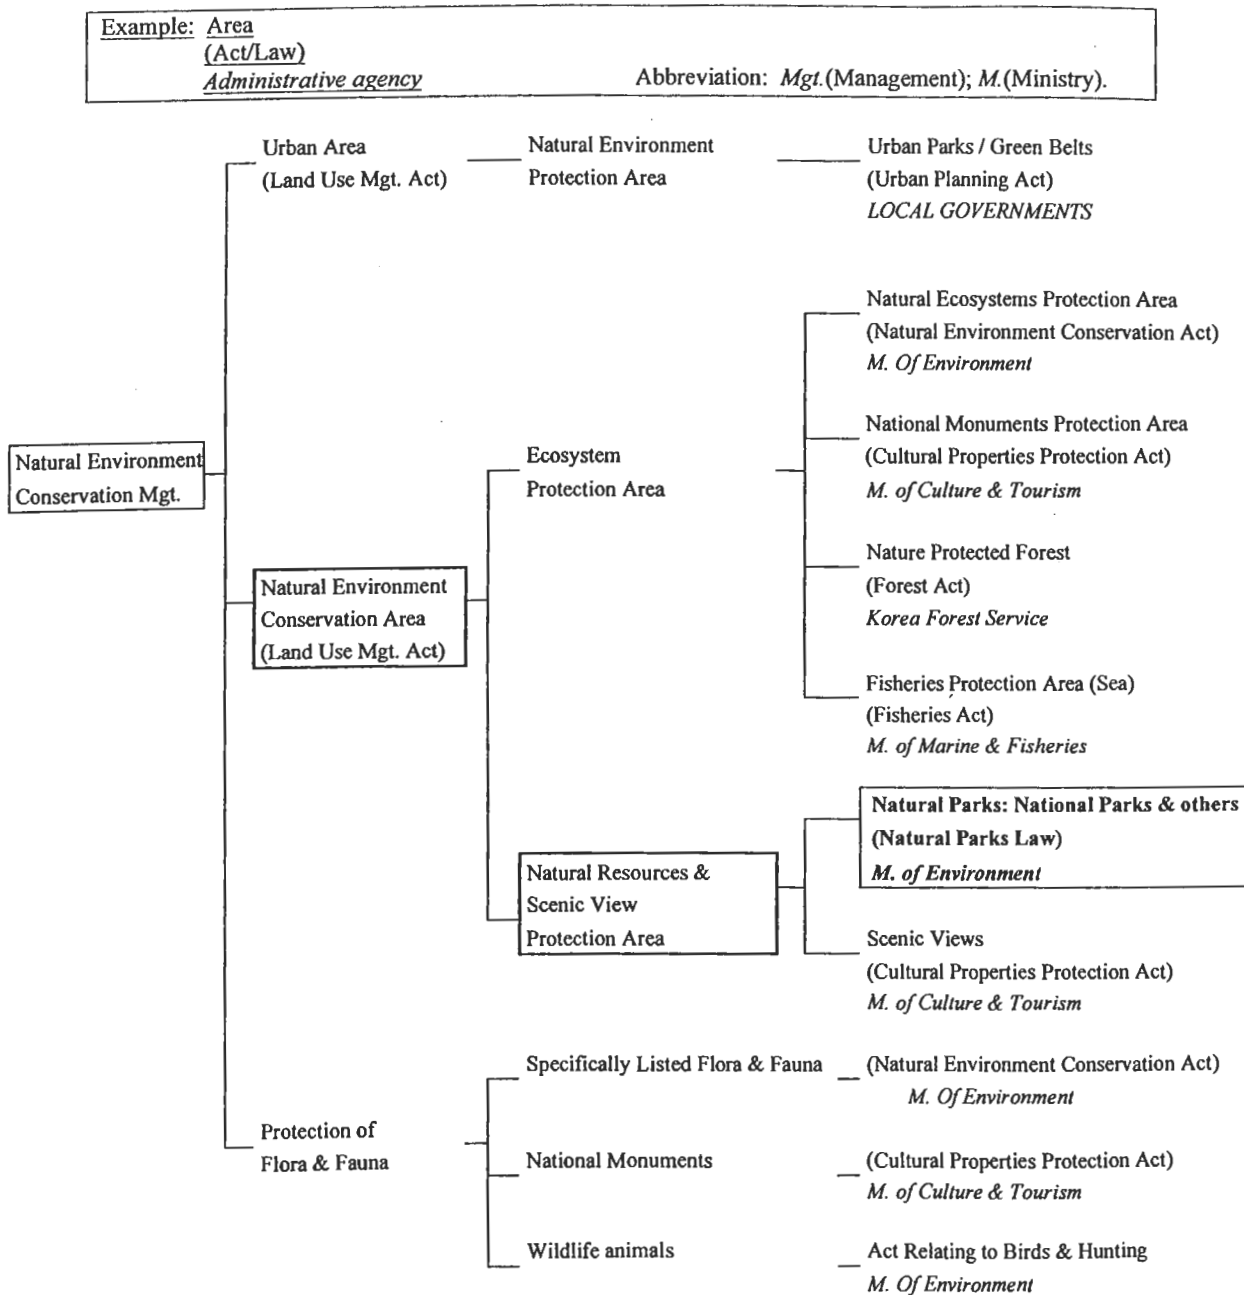 Example: Area
(Act/Law)
Administrative agency Abbreviation: Mgt.(Management); M.(Ministry).
Urban Area
(Land Use Mgt. Act)
Natural Environment
Protection Area
Urban Parks / Green Belts
(Urban Planning Act)
LOCAL GOVERNMENTS
Natural Ecosystems Protection Area
(Natural Environment Conservation Act)
M. Of Environment
National Monuments Protection Area
(Cultural Properties Protection Act)
M. of Culture & Tourism
Natural Environment
Conservation Mgt.
Ecosystem
Protection Area
Nature Protected Forest
(Forest Act)
Korea Forest Service
Natural Environment
Conservation Area
(Land Use Mgt. Act)
Fisheries Protection Area (Sea)
(Fisheries Act)
M. of Marine & Fisheries
Natural Parks: National Parks & others
(Natural Parks Law)
M. of Environment
Natural Resources &
Scenic View
Protection Area
Scenic Views
(Cultural Properties Protection Act)
M. of Culture & Tourism
Protection of
Flora & Fauna
Specifically Listed Flora & Fauna
(Natural Environment Conservation Act)
M. Of Environment
National Monuments
(Cultural Properties Protection Act)
M. of Culture & Tourism
Wildlife animals
Act Relating to Birds & Hunting
M. Of Environment